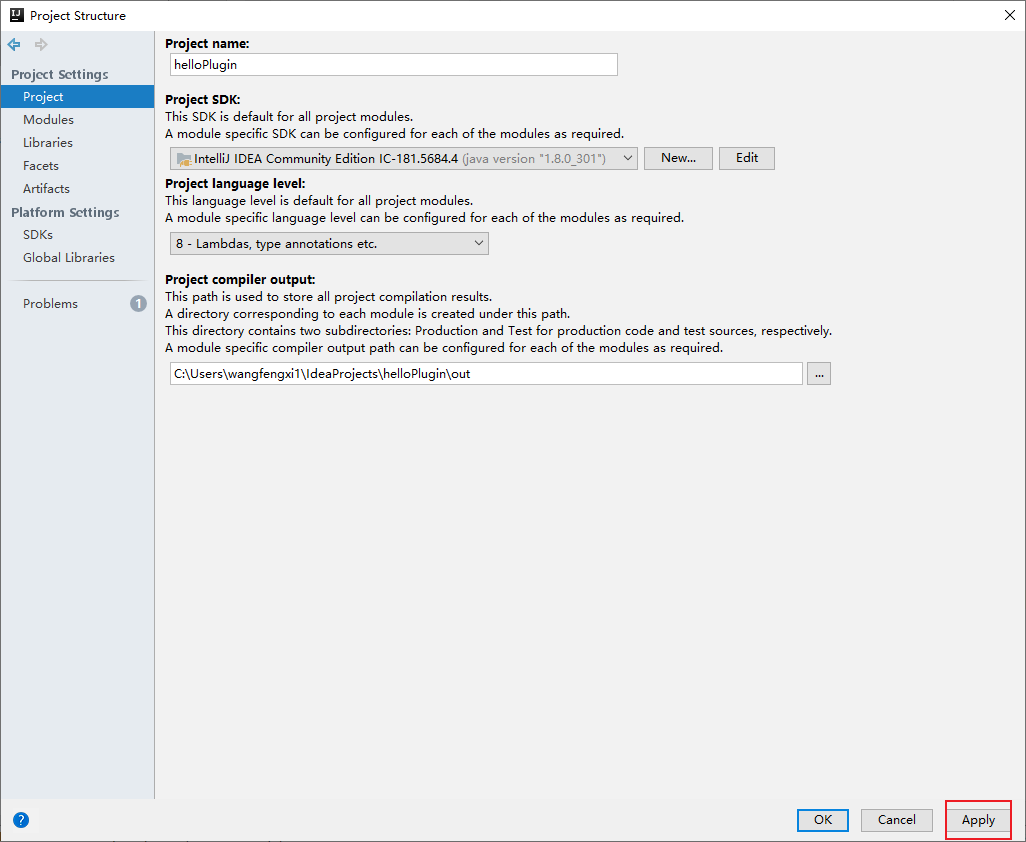 Project Structure
Project Settings
Project
Modules
Libraries
Facets
Artifacts
Platform Settings
SDKs
Global Libraries
Problems
1
Project name:
helloPlugin
Project SDK:
This SDK is default for all project modules.
A module specific SDK can be configured for each of the modules as required.
IntelliJ IDEA Community Edition IC-181.5684.4 (java version "1.8.0_301")
New...
Edit
Project language level:
This language level is default for all project modules.
A module specific language level can be configured for each of the modules as required.
8 - Lambdas, type annotations etc.
Project compiler output:
This path is used to store all project compilation results.
A directory corresponding to each module is created under this path.
This directory contains two subdirectories: Production and Test for production code and test sources, respectively.
A module specific compiler output path can be configured for each of the modules as required.
C:\Users\wangfengxi1\IdeaProjects\helloPlugin\out
...
?
OK
Cancel
Apply